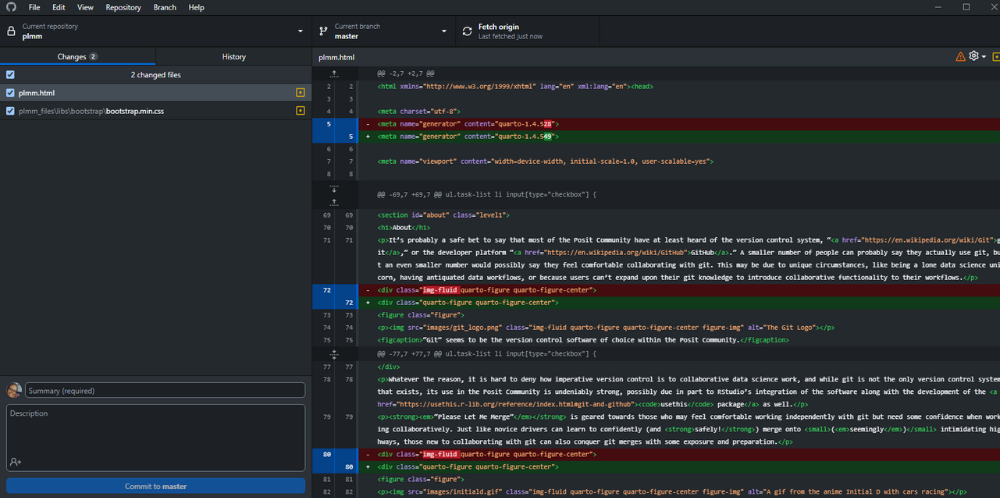 File Edit View Repository Branch Help
Current repository
plmm
Current branch
master
Fetch origin
Last fetched just now
Changes 2 History
2 changed files
plmm.html
plmm_files\libs\bootstrap\bootstrap.min.css
Summary (required)
Description
Commit to master
plmm.html
@@ -2,7 +2,7 @@
2 2 <html xmlns="http://www.w3.org/1999/xhtml" lang="en" xml:lang="en"><head>
3 3
4 4 <meta charset="utf-8">
5 - <meta name="generator" content="quarto-1.4.528">
5 + <meta name="generator" content="quarto-1.4.549">
6 6
7 7 <meta name="viewport" content="width=device-width, initial-scale=1.0, user-scalable=yes">
8 8
@@ -69,7 +69,7 @@ ul.task-list li input[type="checkbox"] {
69 69 <section id="about" class="level1">
70 70 <h1>About</h1>
71 71 <p>It’s probably a safe bet to say that most of the Posit Community have at least heard of the version control system, “<a href="https://en.wikipedia.org/wiki/Git">g
it</a>,” or the developer platform “<a href="https://en.wikipedia.org/wiki/GitHub">GitHub</a>.” A smaller number of people can probably say they actually use git, bu
t an even smaller number would possibly say they feel comfortable collaborating with git. This may be due to unique circumstances, like being a lone data science uni
corn, having antiquated data workflows, or because users can’t expand upon their git knowledge to introduce collaborative functionality to their workflows.</p>
72 - <div class="img-fluid quarto-figure quarto-figure-center">
72 + <div class="quarto-figure quarto-figure-center">
73 73 <figure class="figure">
74 74 <p><img src="images/git_logo.png" class="img-fluid quarto-figure quarto-figure-center figure-img" alt="The Git Logo"></p>
75 75 <figcaption>“Git” seems to be the version control software of choice within the Posit Community.</figcaption>
@@ -77,7 +77,7 @@ ul.task-list li input[type="checkbox"] {
77 77 </div>
78 78 <p>Whatever the reason, it is hard to deny how imperative version control is to collaborative data science work, and while git is not the only version control system
that exists, its use in the Posit Community is undeniably strong, possibly due in part to RStudio’s integration of the software along with the development of the <a
href="https://usethis.r-lib.org/reference/index.html#git-and-github"><code>usethis</code> package</a> as well.</p>
79 79 <p><strong><em>“Please Let Me Merge”</em></strong> is geared towards those who may feel comfortable working independently with git but need some confidence when work
ing collaboratively. Just like novice drivers can learn to confidently (and <strong>safely!</strong>) merge onto <small>(<em>seemingly</em>)</small> intimidating hig
hways, those new to collaborating with git can also conquer git merges with some exposure and preparation.</p>
80 - <div class="img-fluid quarto-figure quarto-figure-center">
80 + <div class="quarto-figure quarto-figure-center">
81 81 <figure class="figure">
82 82 <p><img src="images/initiald.gif" class="img-fluid quarto-figure quarto-figure-center figure-img" alt="A gif from the anime Initial D with cars racing"></p>